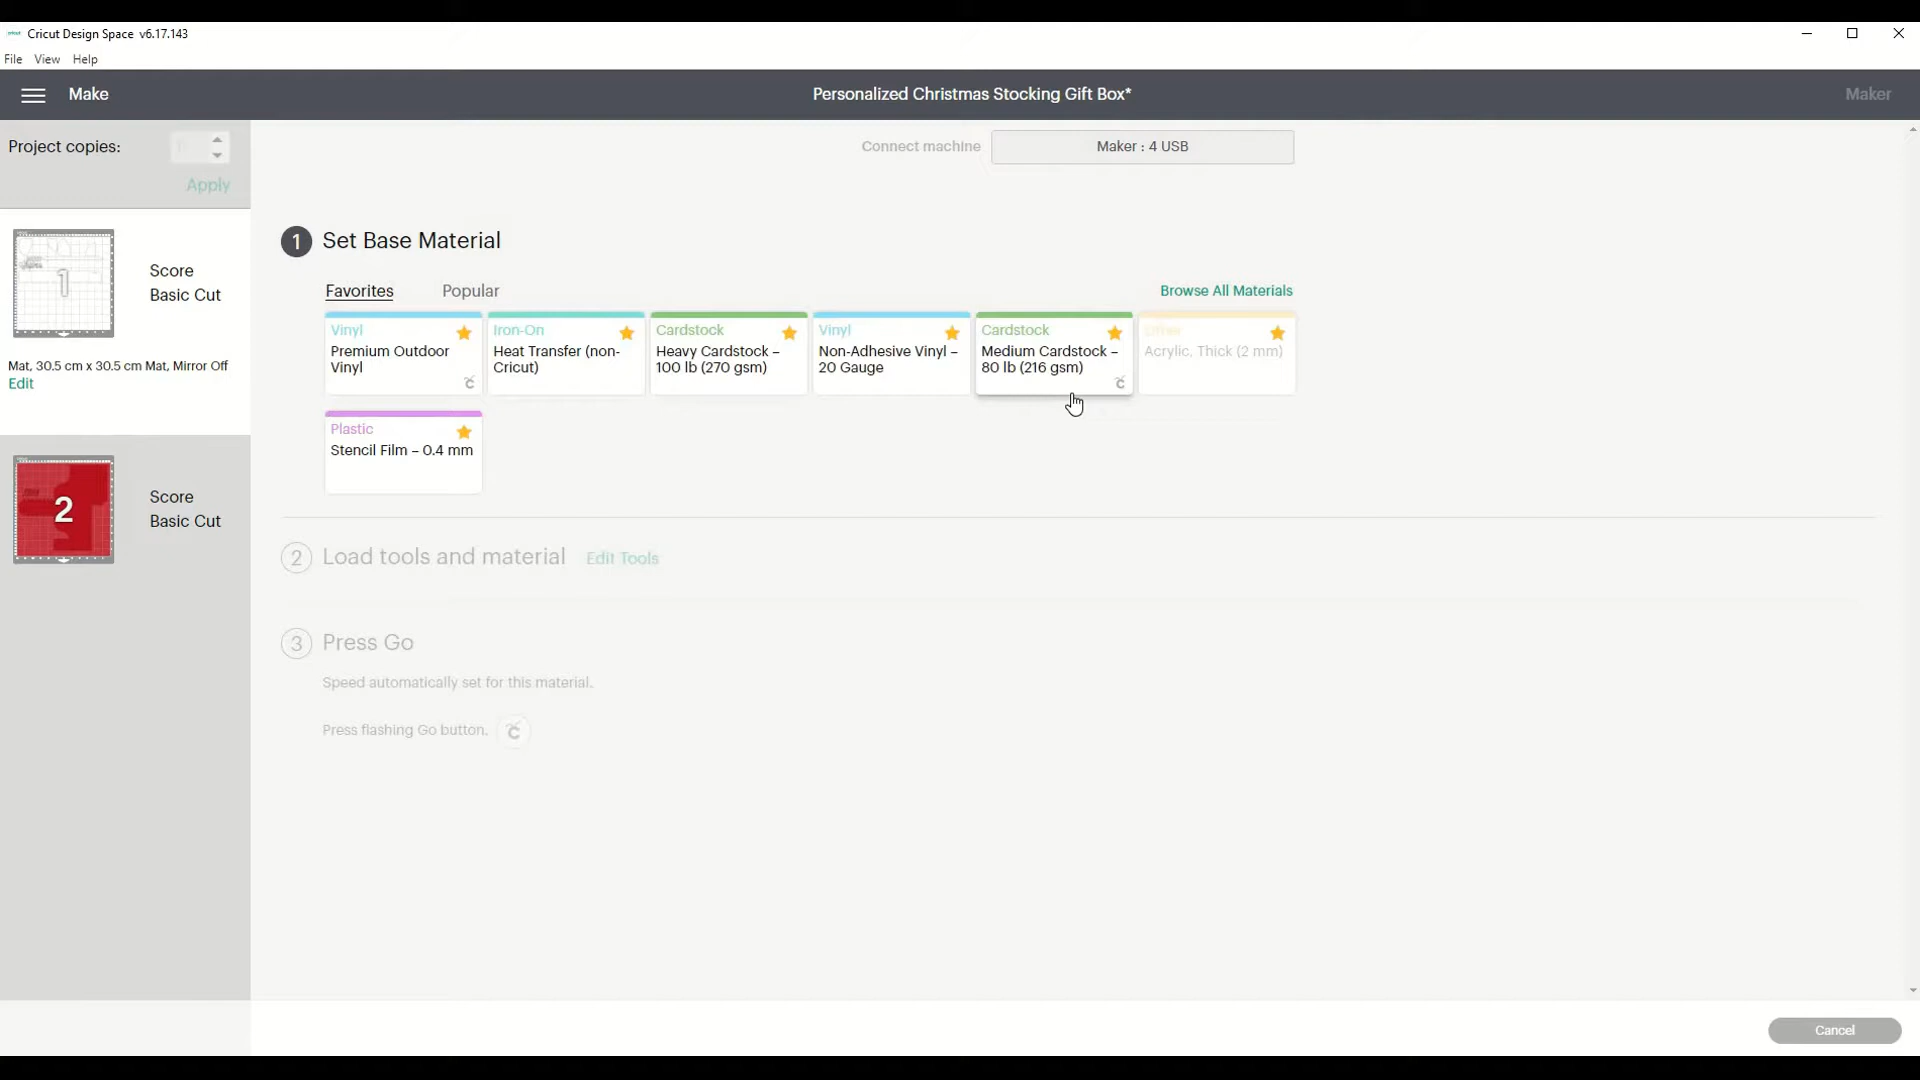 Cricut Design Space v6.17.143
File View Help
Make
Personalized Christmas Stocking Gift Box*
Maker
Project copies:
Apply
Connect machine
Maker : 4 USB
1 Set Base Material
Favorites Popular
Browse All Materials
Vinyl
Premium Outdoor
Vinyl
Iron-On
Heat Transfer (non-
Cricut)
Cardstock
Heavy Cardstock –
100 lb (270 gsm)
Vinyl
Non-Adhesive Vinyl –
20 Gauge
Cardstock
Medium Cardstock –
80 lb (216 gsm)
Acrylic, Thick (2 mm)
Plastic
Stencil Film – 0.4 mm
1
Score
Basic Cut
Mat, 30.5 cm x 30.5 cm Mat, Mirror Off
Edit
2
Score
Basic Cut
2 Load tools and material Edit Tools
3 Press Go
Speed automatically set for this material.
Press flashing Go button.
Cancel